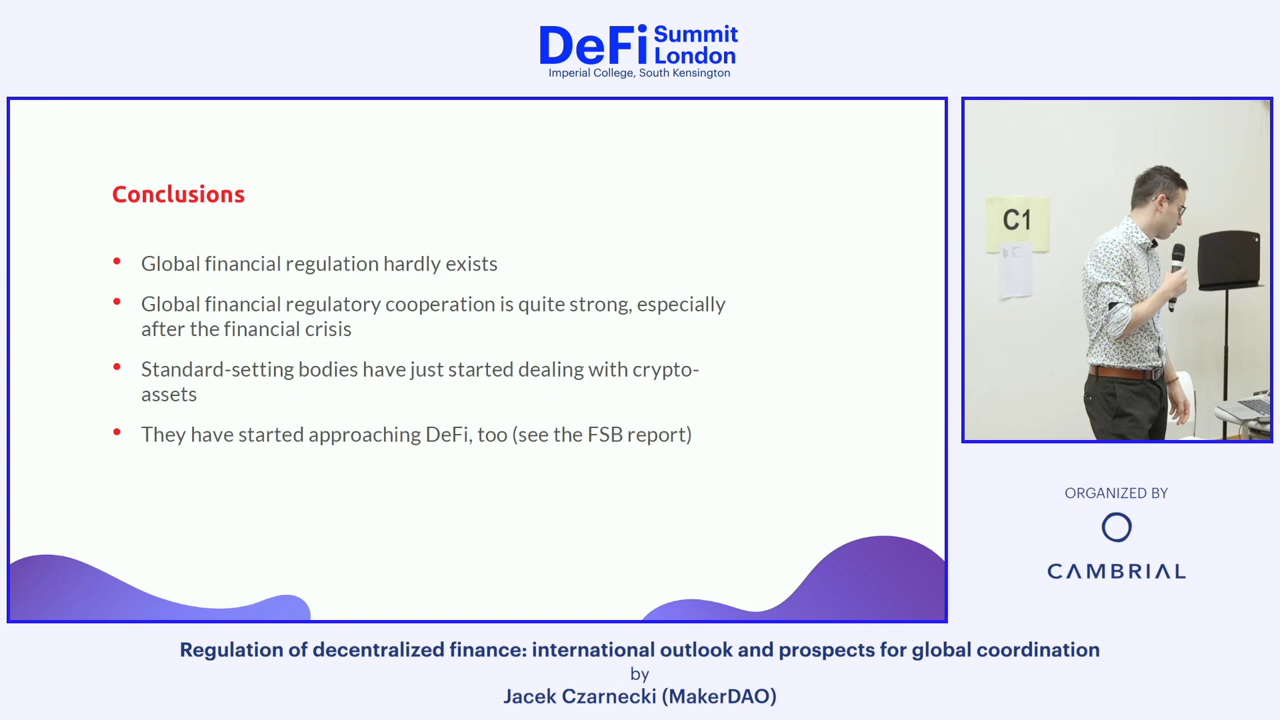 DeFi Summit
London
Imperial College, South Kensington
Conclusions
• Global financial regulation hardly exists
• Global financial regulatory cooperation is quite strong, especially
after the financial crisis
• Standard-setting bodies have just started dealing with crypto-
assets
• They have started approaching DeFi, too (see the FSB report)
C1
ORGANIZED BY
CAMBRIAL
Regulation of decentralized finance: international outlook and prospects for global coordination
by
Jacek Czarnecki (MakerDAO)